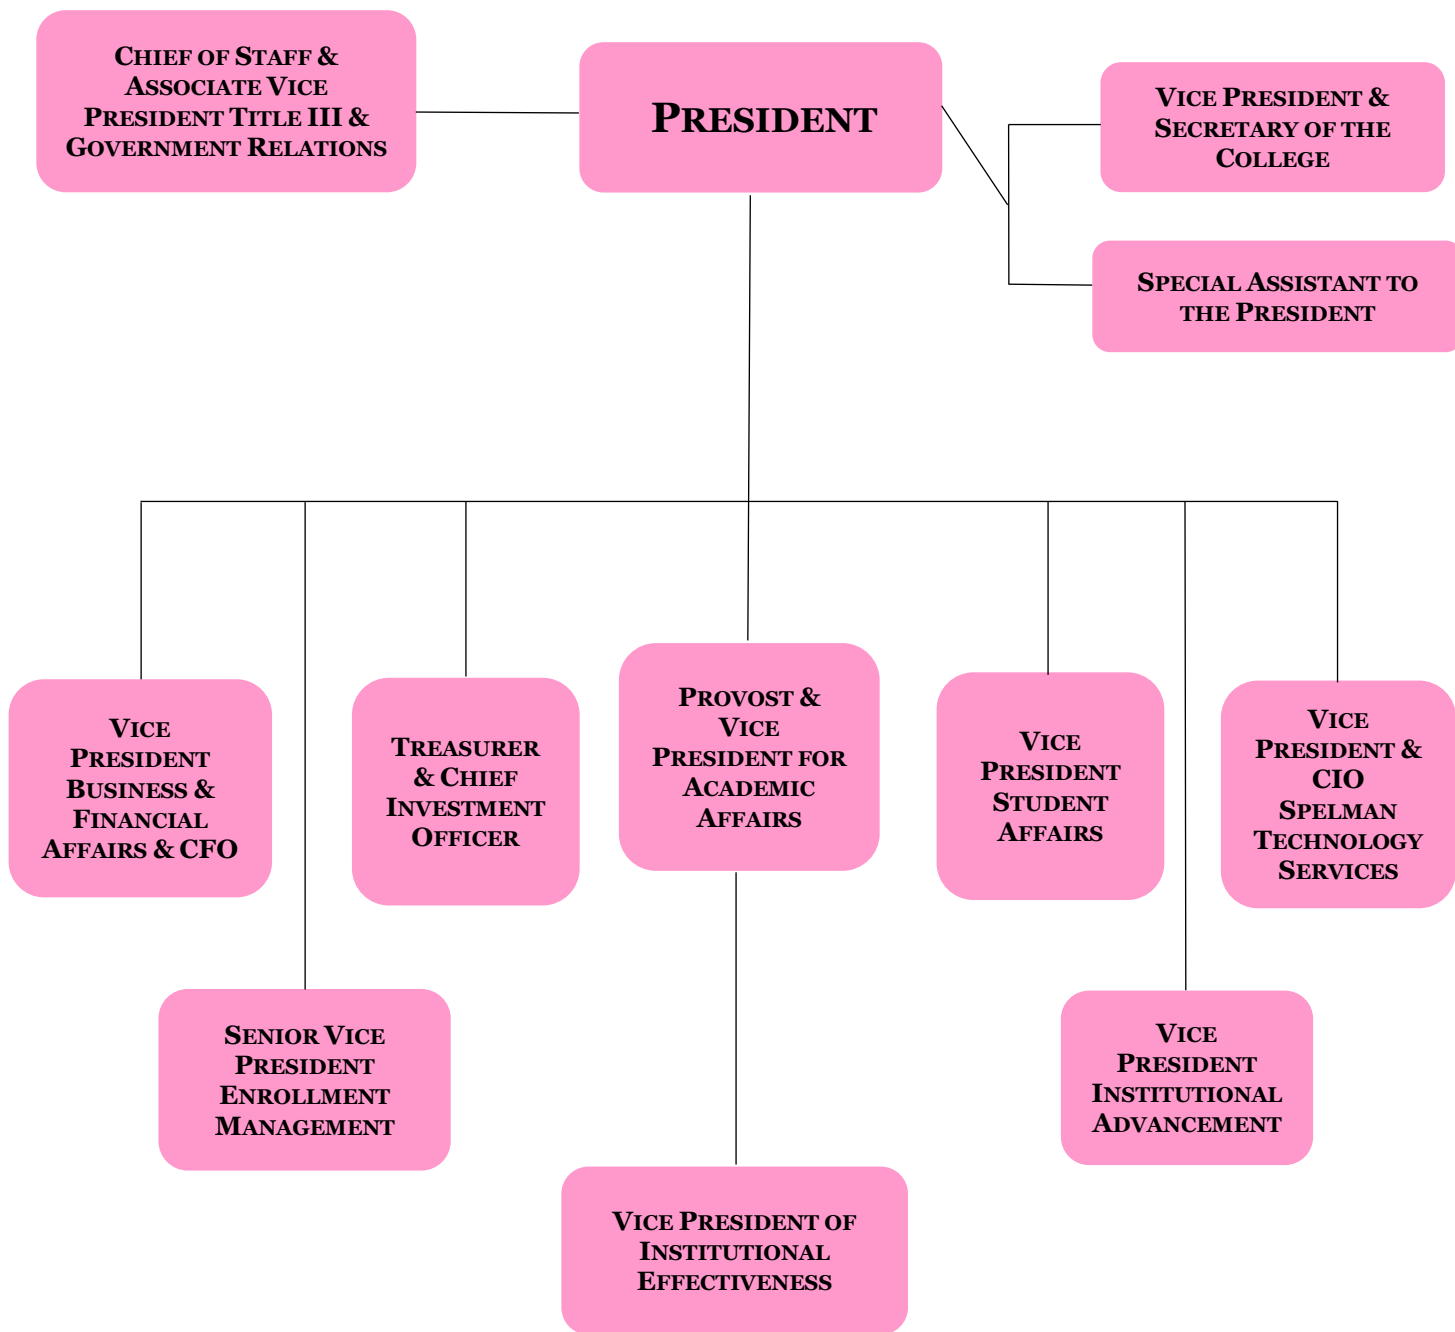 Chief of Staff &
Associate Vice
President Title III &
Government Relations
President
Vice President &
Secretary of the
College
Special Assistant to
the President
Vice
President
Business &
Financial
Affairs & CFO
Treasurer
& Chief
Investment
Officer
Provost &
Vice
President for
Academic
Affairs
Vice
President
Student
Affairs
Vice
President &
CIO
Spelman
Technology
Services
Senior Vice
President
Enrollment
Management
Vice
President
Institutional
Advancement
Vice President of
Institutional
Effectiveness